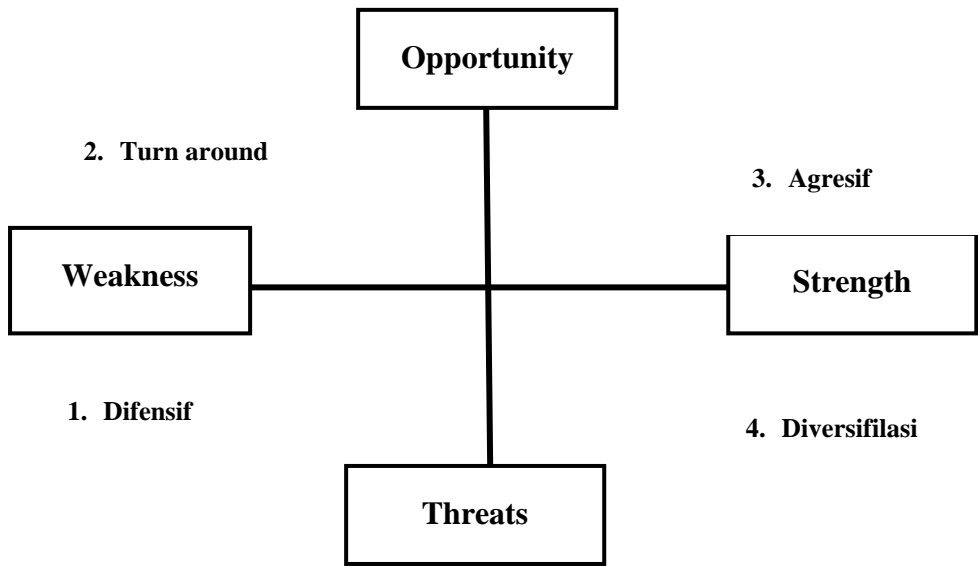 Opportunity
2. Turn around
3. Agresif
Weakness
Strength
1. Difensif
4. Diversifilasi
Threats